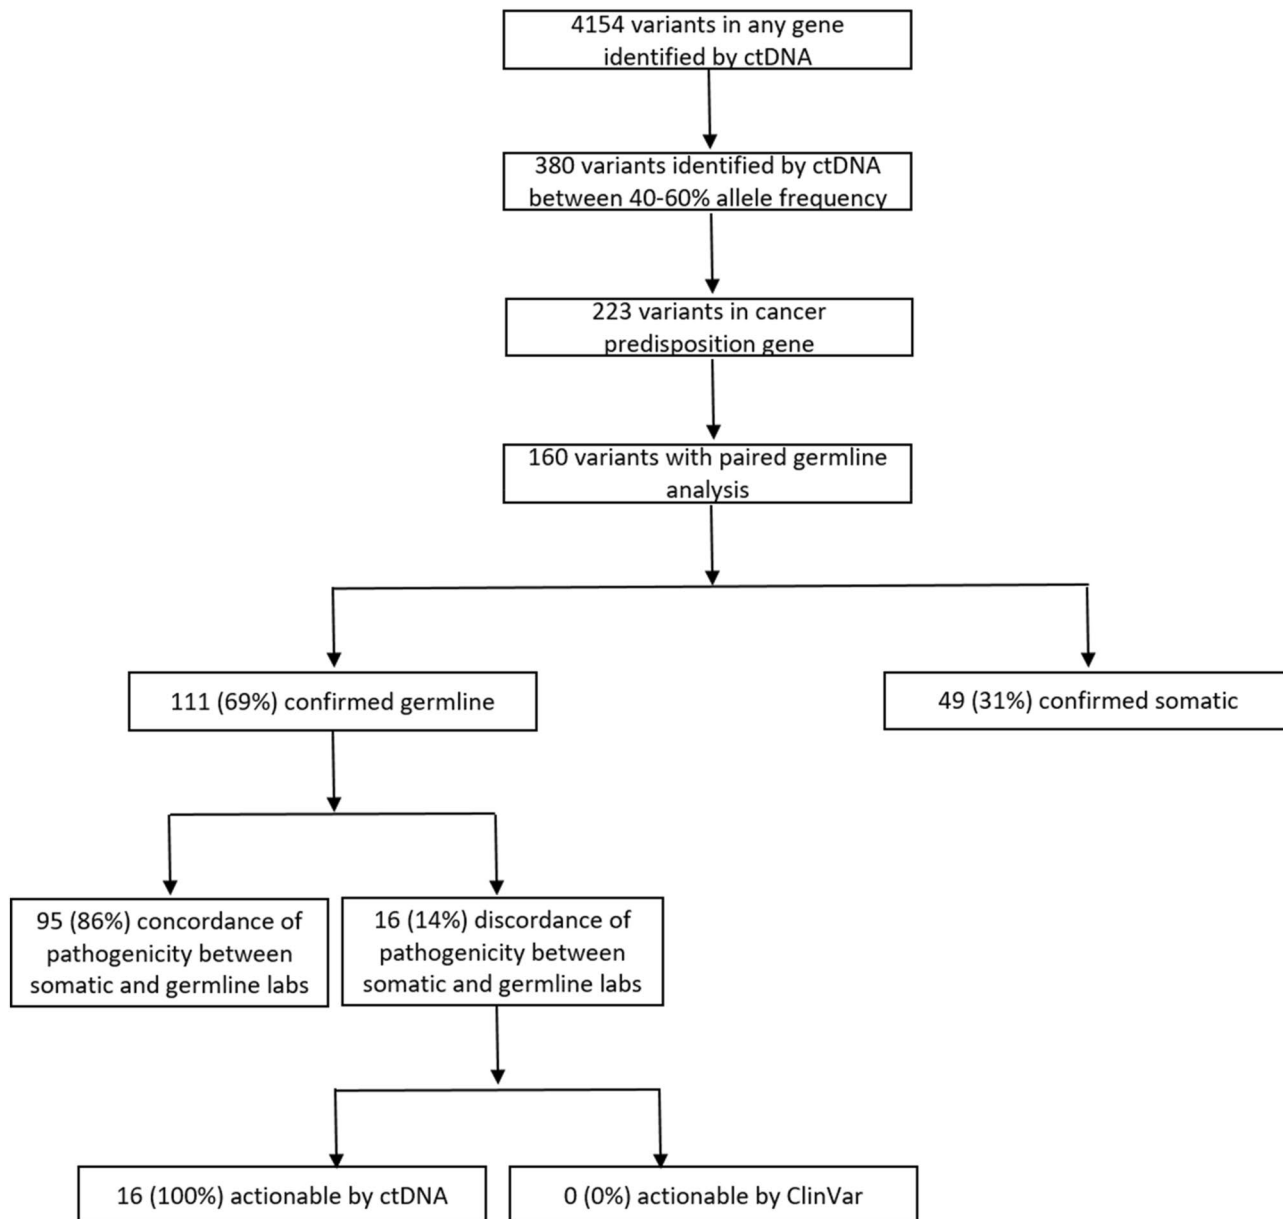 4154 variants in any gene
identified by ctDNA
380 variants identified by ctDNA
between 40-60% allele frequency
223 variants in cancer
predisposition gene
160 variants with paired germline
analysis
111 (69%) confirmed germline
49 (31%) confirmed somatic
95 (86%) concordance of
pathogenicity between
somatic and germline labs
16 (14%) discordance of
pathogenicity between
somatic and germline labs
16 (100%) actionable by ctDNA
0 (0%) actionable by ClinVar